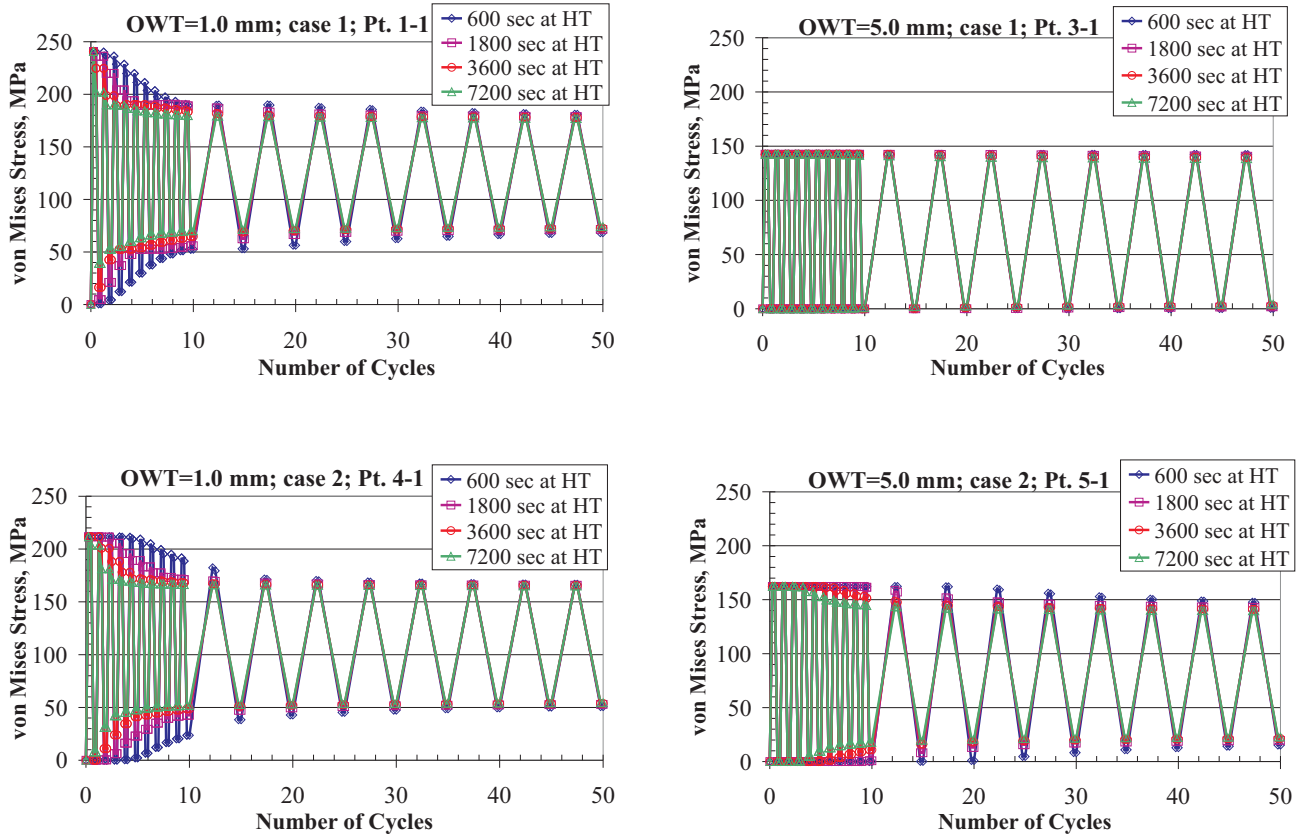 OWT=1.0 mm; case 1; Pt. 1-1
600 sec at HT
1800 sec at HT
3600 sec at HT
7200 sec at HT
von Mises Stress, MPa
250
200
150
100
50
0
0 10 20 30 40 50
Number of Cycles
OWT=5.0 mm; case 1; Pt. 3-1
600 sec at HT
1800 sec at HT
3600 sec at HT
7200 sec at HT
von Mises Stress, MPa
250
200
150
100
50
0
0 10 20 30 40 50
Number of Cycles
OWT=1.0 mm; case 2; Pt. 4-1
600 sec at HT
1800 sec at HT
3600 sec at HT
7200 sec at HT
von Mises Stress, MPa
250
200
150
100
50
0
0 10 20 30 40 50
Number of Cycles
OWT=5.0 mm; case 2; Pt. 5-1
600 sec at HT
1800 sec at HT
3600 sec at HT
7200 sec at HT
von Mises Stress, MPa
250
200
150
100
50
0
0 10 20 30 40 50
Number of Cycles